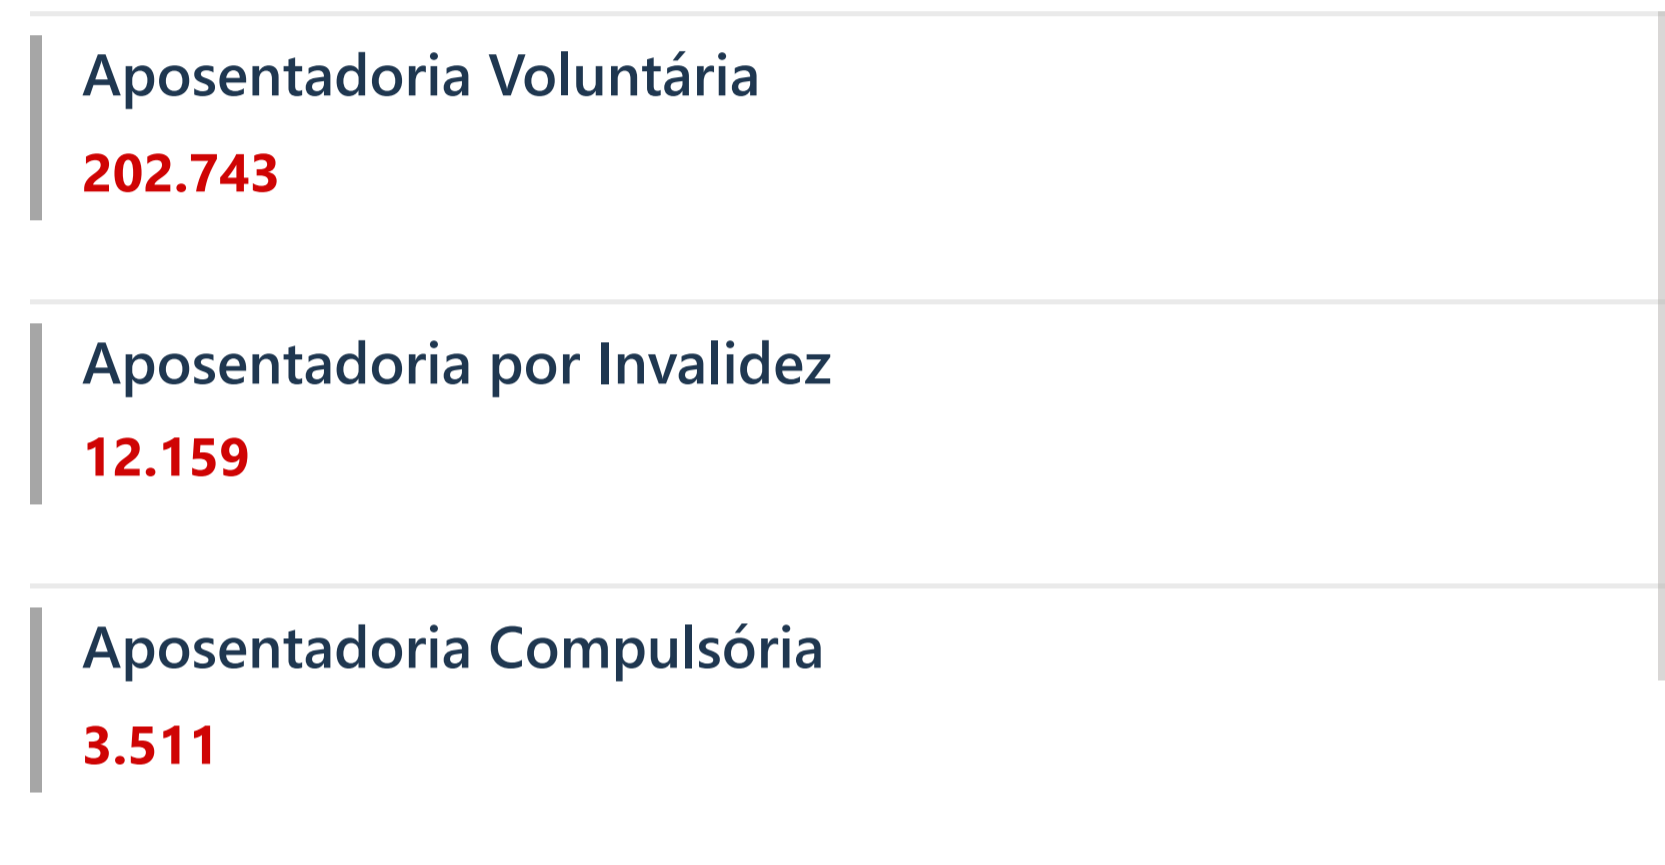 Aposentadoria Voluntária
202.743
Aposentadoria por Invalidez
12.159
Aposentadoria Compulsória
3.511